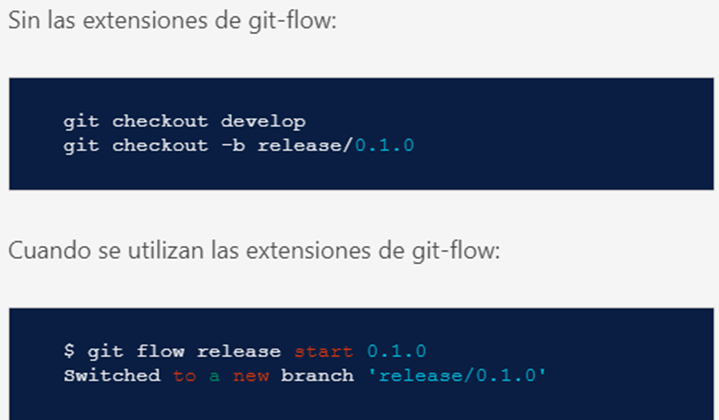 Sin las extensiones de git-flow:
git checkout develop
git checkout -b release/0.1.0
Cuando se utilizan las extensiones de git-flow:
$ git flow release start 0.1.0
Switched to a new branch 'release/0.1.0'